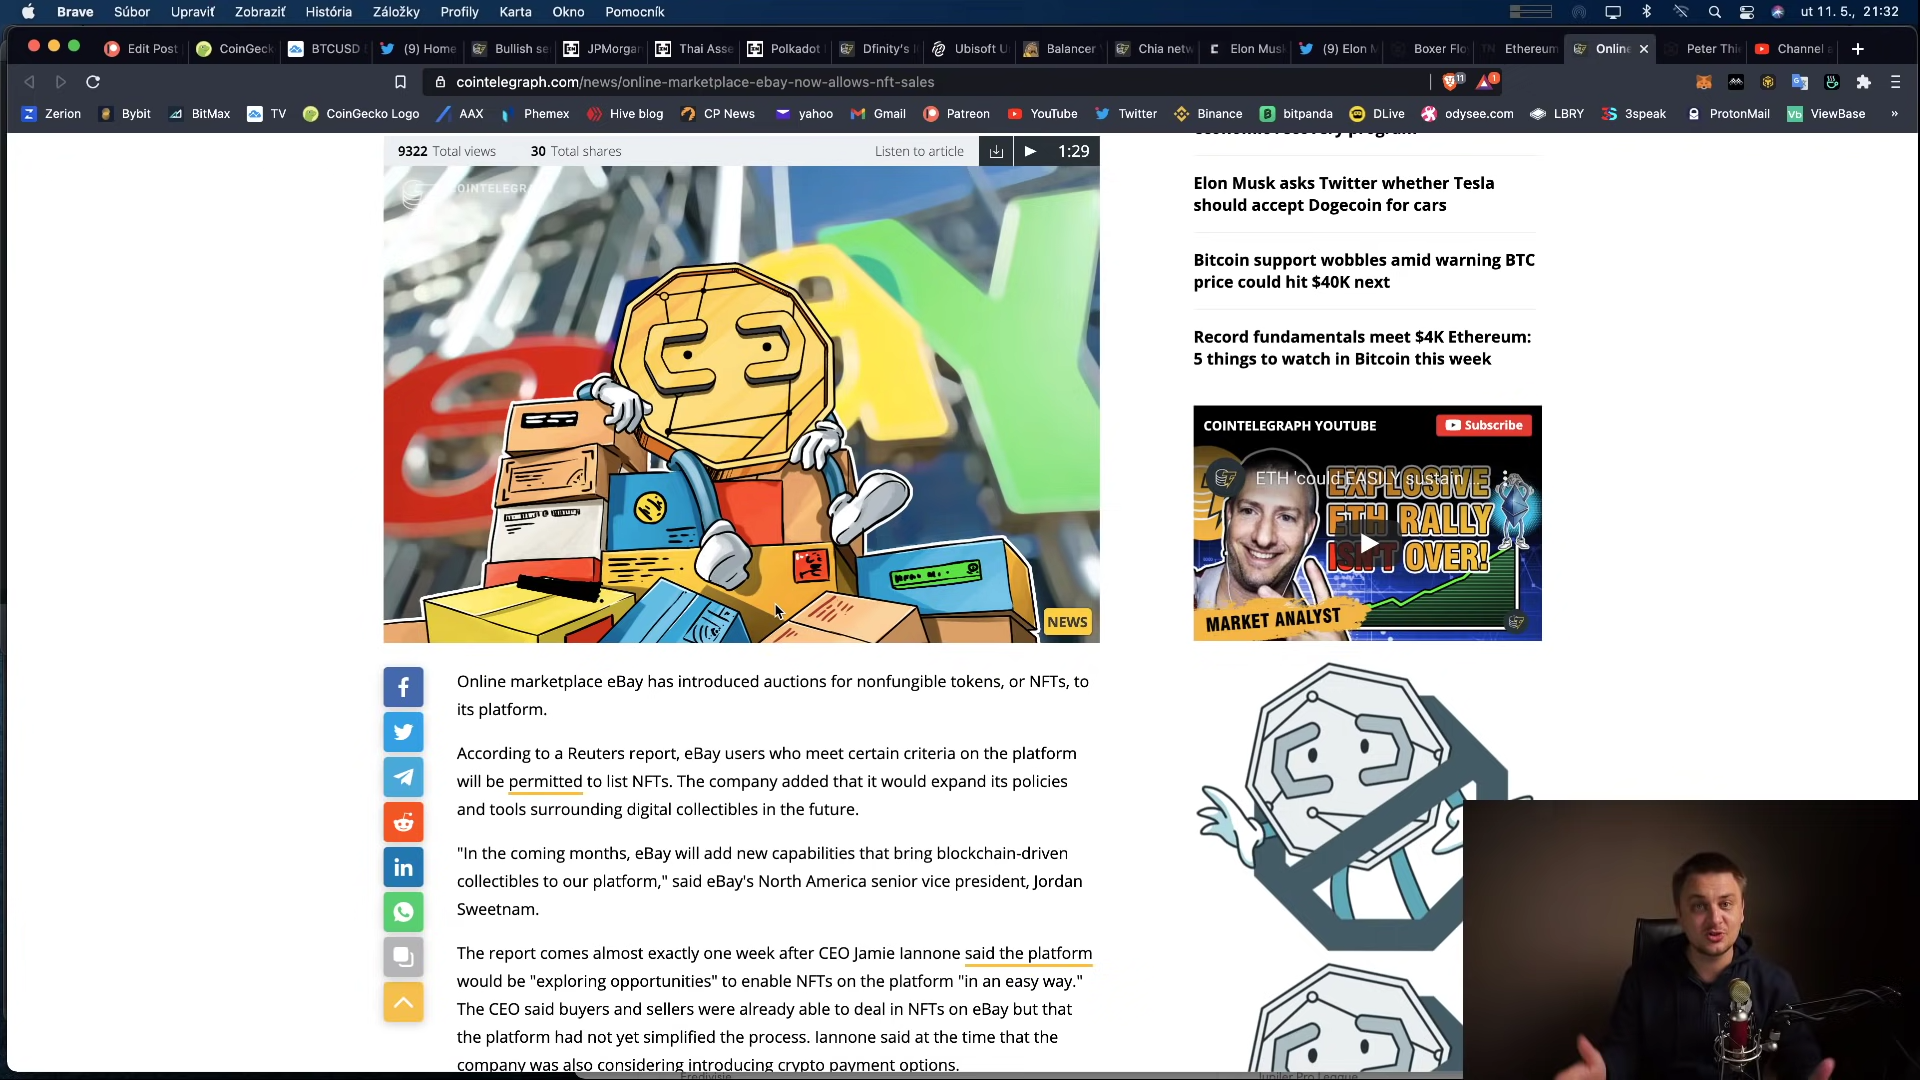 Brave Súbor Upraviť Zobraziť História Záložky Profily Karta Okno Pomocník ut 11. 5., 21:32
Edit Post CoinGeck BTCUSD (9) Home Bullish se JPMorgan Thai Asse Polkadot Dfinity's I Ubisoft U Balancer Chia netw Elon Musk (9) Elon M Boxer Flo Ethereum Online Peter Thi Channel
cointelegraph.com/news/online-marketplace-ebay-now-allows-nft-sales 11 1
Zerion Bybit BitMax TV CoinGecko Logo AAX Phemex Hive blog CP News yahoo Gmail Patreon YouTube Twitter Binance bitpanda DLive odysee.com LBRY 3speak ProtonMail ViewBase »
9322 Total views 30 Total shares Listen to article 1:29
COINTELEGRAPH
eBay
NEWS
Online marketplace eBay has introduced auctions for nonfungible tokens, or NFTs, to
its platform.
According to a Reuters report, eBay users who meet certain criteria on the platform
will be permitted to list NFTs. The company added that it would expand its policies
and tools surrounding digital collectibles in the future.
"In the coming months, eBay will add new capabilities that bring blockchain-driven
collectibles to our platform," said eBay's North America senior vice president, Jordan
Sweetnam.
The report comes almost exactly one week after CEO Jamie Iannone said the platform
would be "exploring opportunities" to enable NFTs on the platform "in an easy way."
The CEO said buyers and sellers were already able to deal in NFTs on eBay but that
the platform had not yet simplified the process. Iannone said at the time that the
company was also considering introducing crypto payment options.
economic recovery program
Elon Musk asks Twitter whether Tesla
should accept Dogecoin for cars
Bitcoin support wobbles amid warning BTC
price could hit $40K next
Record fundamentals meet $4K Ethereum:
5 things to watch in Bitcoin this week
COINTELEGRAPH YOUTUBE Subscribe
ETH 'could EASILY sustain ...
EXPLOSIVE
ETH RALLY
ISN'T OVER!
MARKET ANALYST
Eredivisie Jupiler Pro League